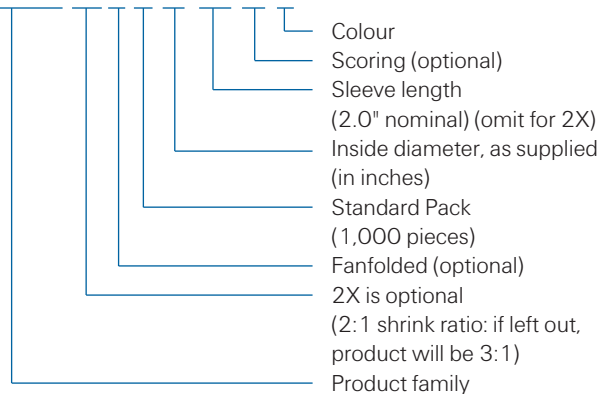 Colour
Scoring (optional)
Sleeve length
(2.0" nominal) (omit for 2X)
Inside diameter, as supplied
(in inches)
Standard Pack
(1,000 pieces)
Fanfolded (optional)
2X is optional
(2:1 shrink ratio: if left out,
product will be 3:1)
Product family